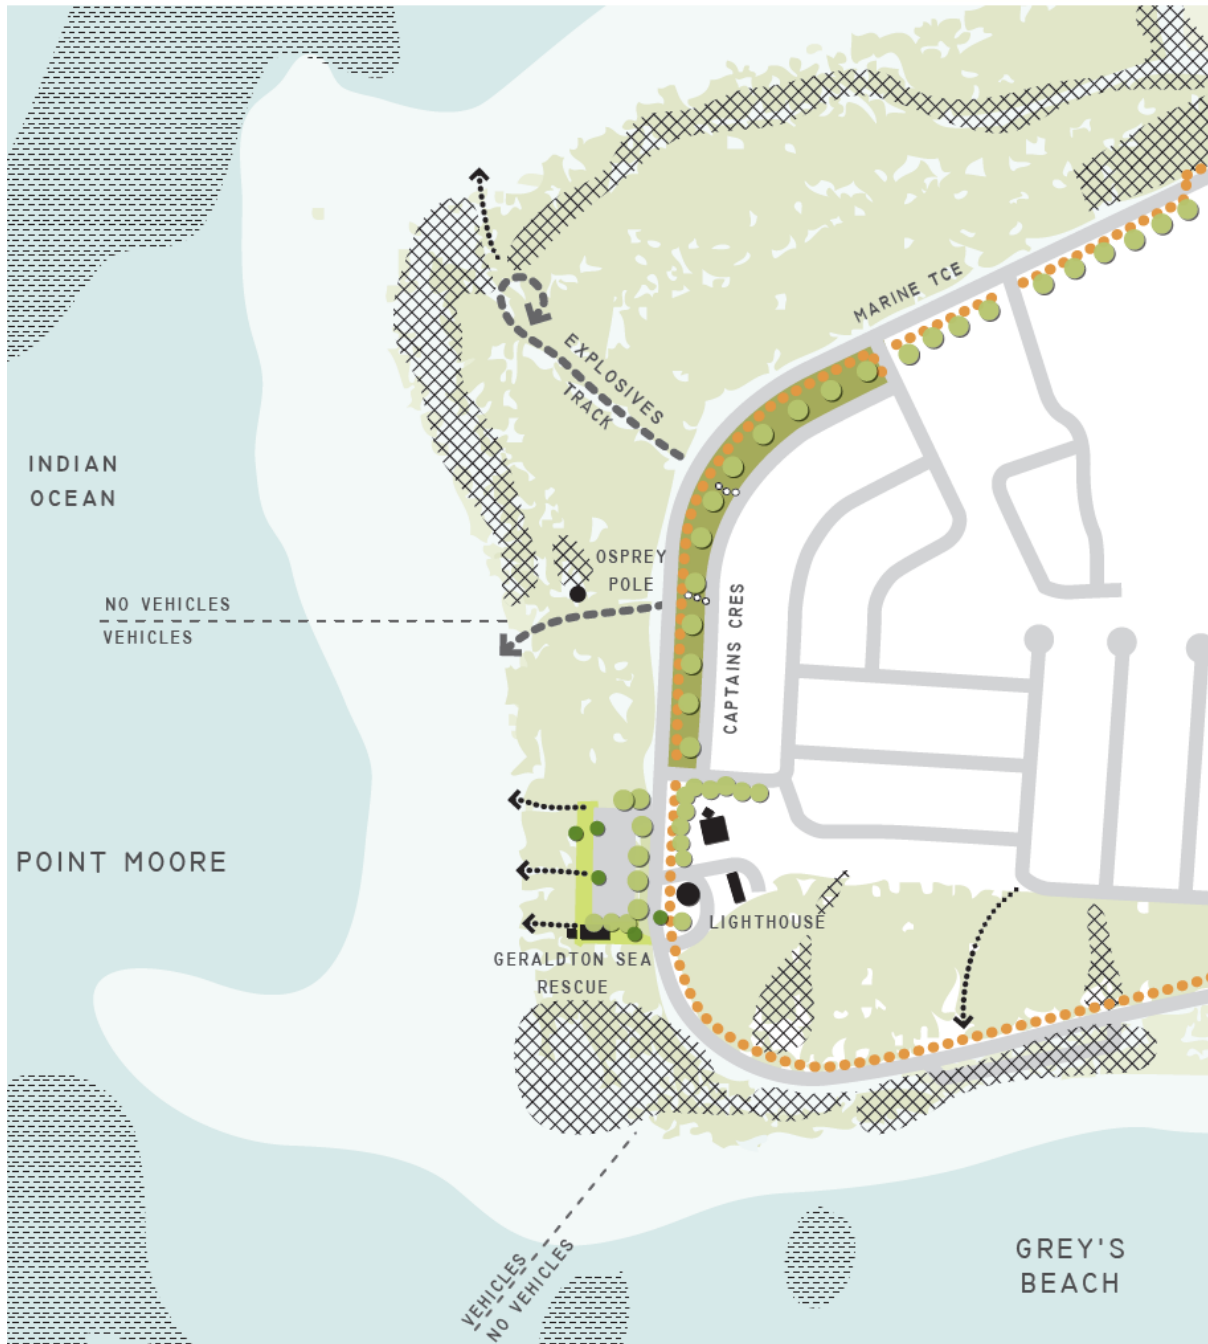 MARINE TCE
EXPLOSIVES
TRACK
INDIAN
OCEAN
OSPREY
POLE
NO VEHICLES
VEHICLES
CAPTAINS CRES
POINT MOORE
LIGHTHOUSE
GERALDTON SEA
RESCUE
GREY'S
BEACH
VEHICLES
NO VEHICLES